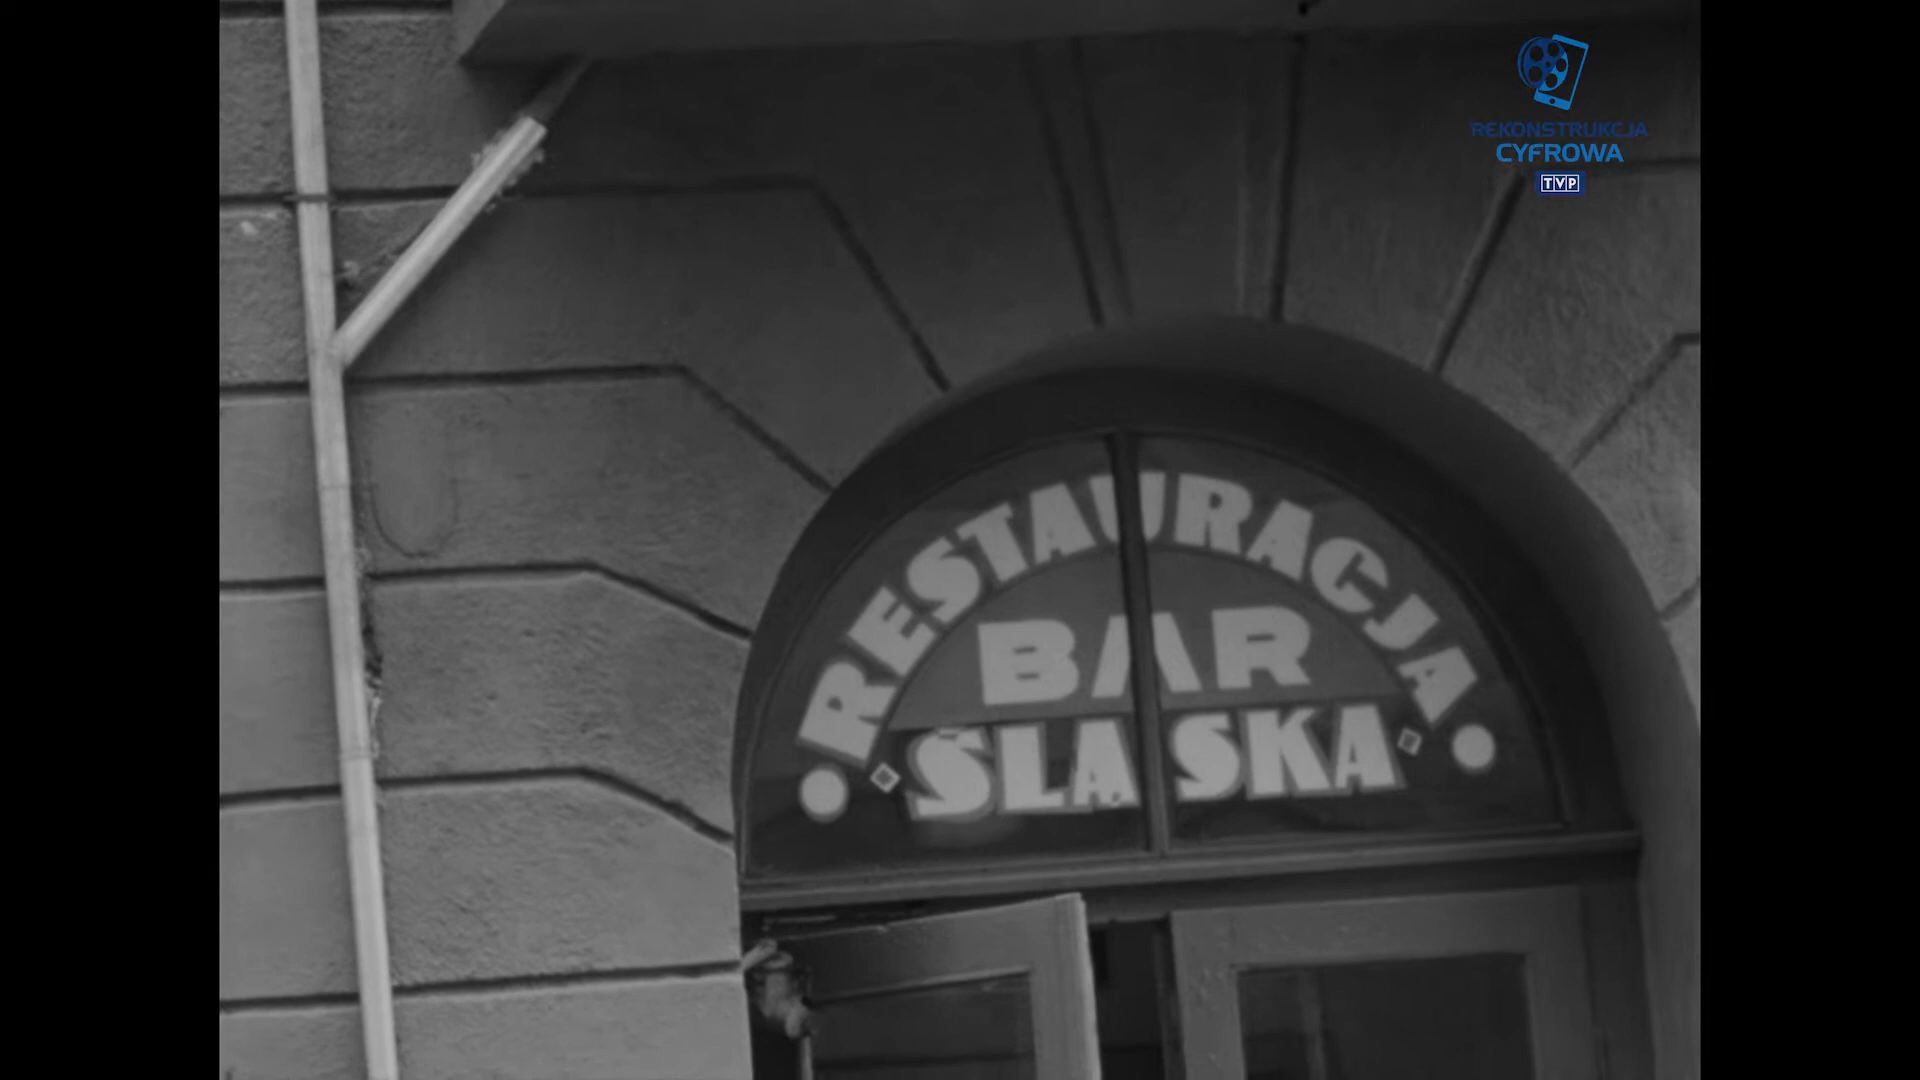 REKONSTRUKCJA
CYFROWA
TVP
RESTAURACJA
BAR
ŚLĄSKA